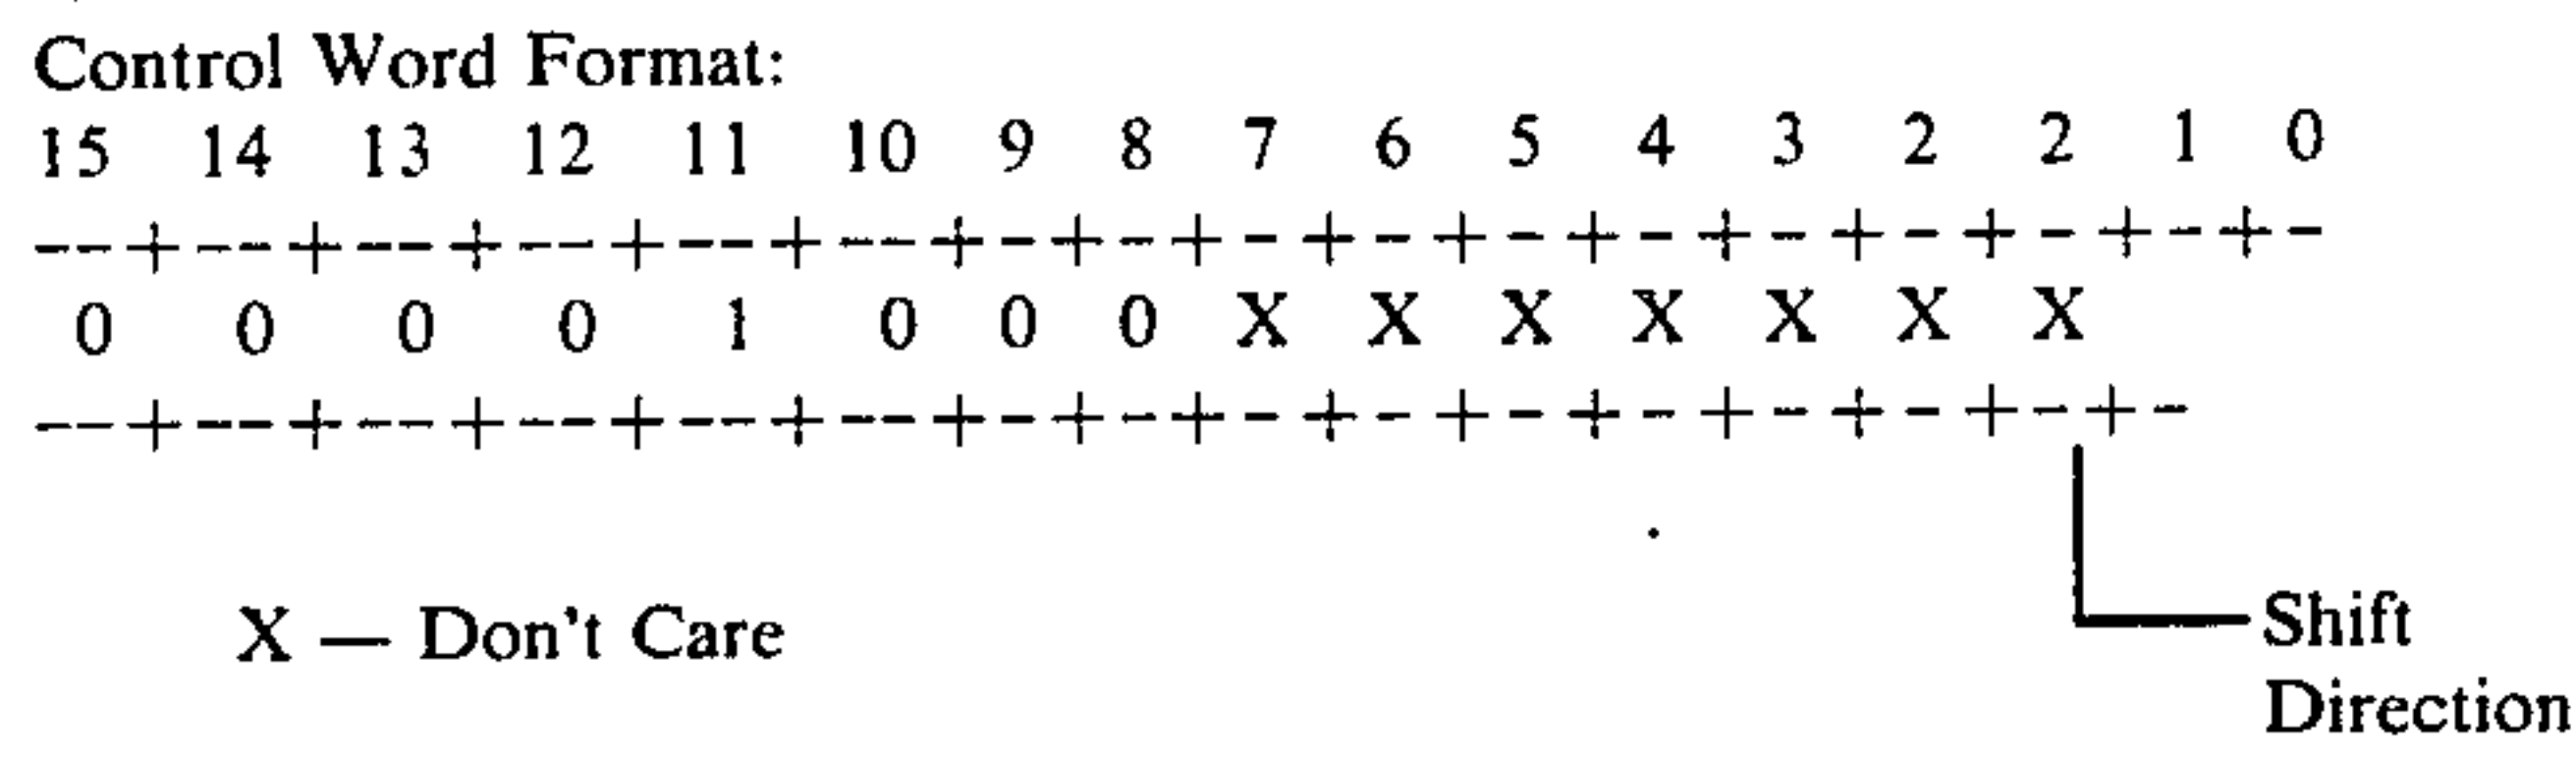 Control Word Format:
15 14 13 12 11 10 9 8 7 6 5 4 3 2 2 1 0
--+--+--+--+--+--+-+-+-+-+-+-+-+-+-+-+-
0 0 0 0 1 0 0 0 X X X X X X X
--+--+--+--+--+--+-+-+-+-+-+-+-+-+-+-
X — Don't Care
Shift
Direction